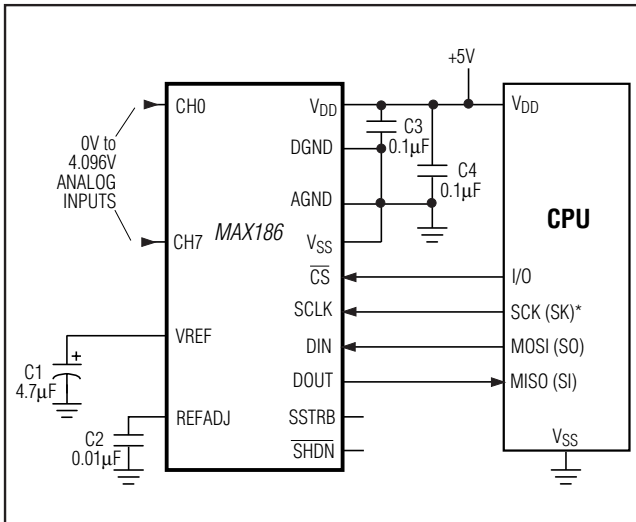 +5V
CH0
VDD
VDD
0V to
4.096V
ANALOG
INPUTS
C3
0.1µF
DGND
C4
0.1µF
AGND
CPU
MAX186
CH7
VSS
CS
I/O
SCLK
SCK (SK)*
VREF
DIN
MOSI (SO)
C1
4.7µF
+
DOUT
MISO (SI)
REFADJ
SSTRB
C2
0.01µF
SHDN
VSS